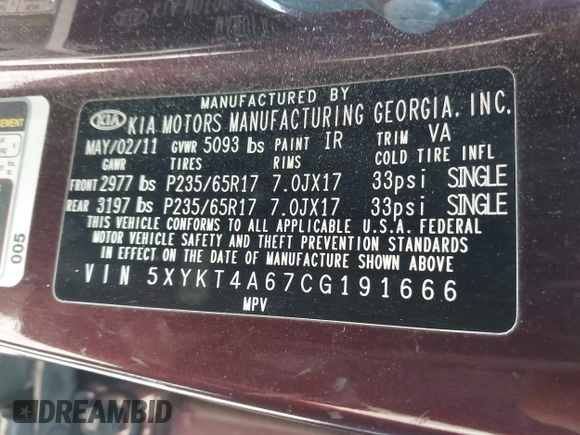 MANUFACTURED BY
KIA KIA MOTORS MANUFACTURING GEORGIA, INC.
MAY/02/11 GVWR 5093 lbs PAINT IR TRIM VA
GAWR TIRES RIMS COLD TIRE INFL
FRONT 2977 lbs P235/65R17 7.0JX17 33psi SINGLE
REAR 3197 lbs P235/65R17 7.0JX17 33psi SINGLE
THIS VEHICLE CONFORMS TO ALL APPLICABLE U.S.A. FEDERAL
MOTOR VEHICLE SAFETY AND THEFT PREVENTION STANDARDS
IN EFFECT ON THE DATE OF MANUFACTURE SHOWN ABOVE
VIN 5XYKT4A67CG191666
MPV
005
DREAMBID